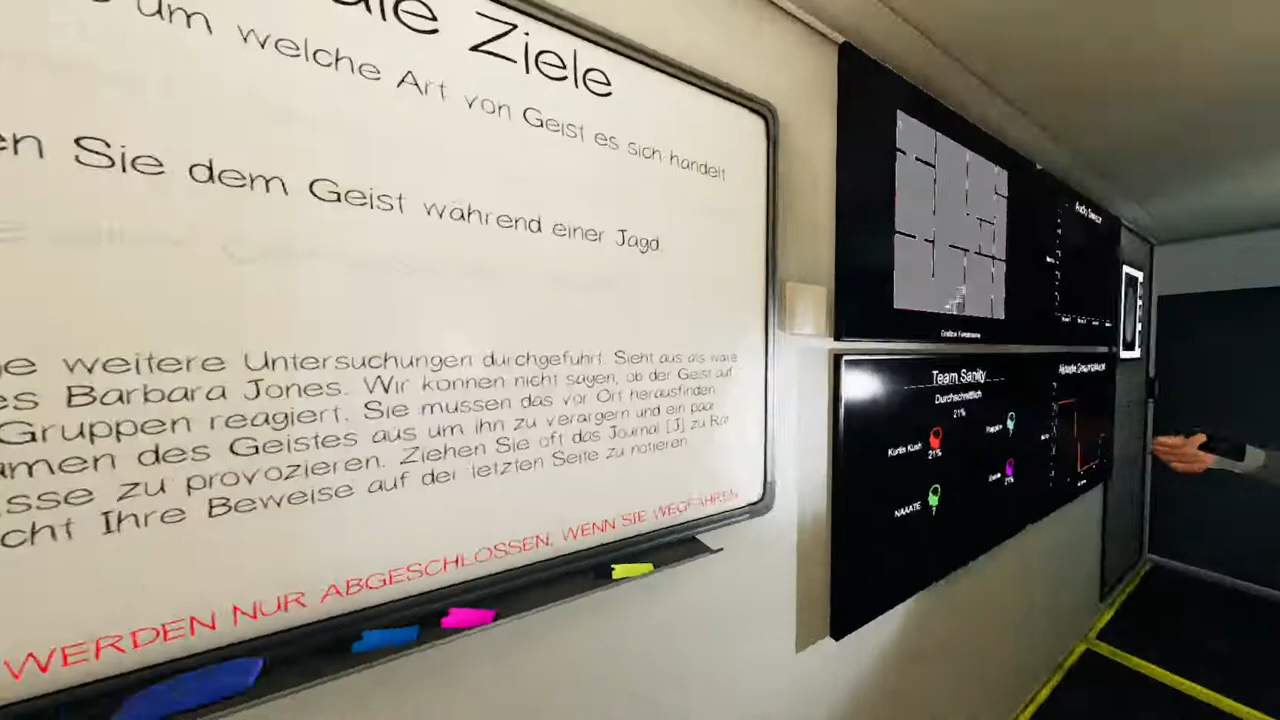 ale Ziele
um welche Art von Geist es sich handelt
en Sie dem Geist während einer Jagd.
e weitere Untersuchungen durchgeführt. Sieht aus als wäre
es Barbara Jones. Wir können nicht sagen, ob der Geist auf
Gruppen reagiert. Sie müssen das vor Ort herausfinden
amen des Geistes aus um ihn zu verärgern und ein paar
sse zu provozieren. Ziehen Sie oft das Journal [J] zu Rat
cht Ihre Beweise auf der letzten Seite zu notieren
WERDEN NUR ABGESCHLOSSEN, WENN SIE WEGFAHREN
Team Sanity
Durchschnittlich
21%
Kurtis Kush
21%
21%
NAAATE
?
?